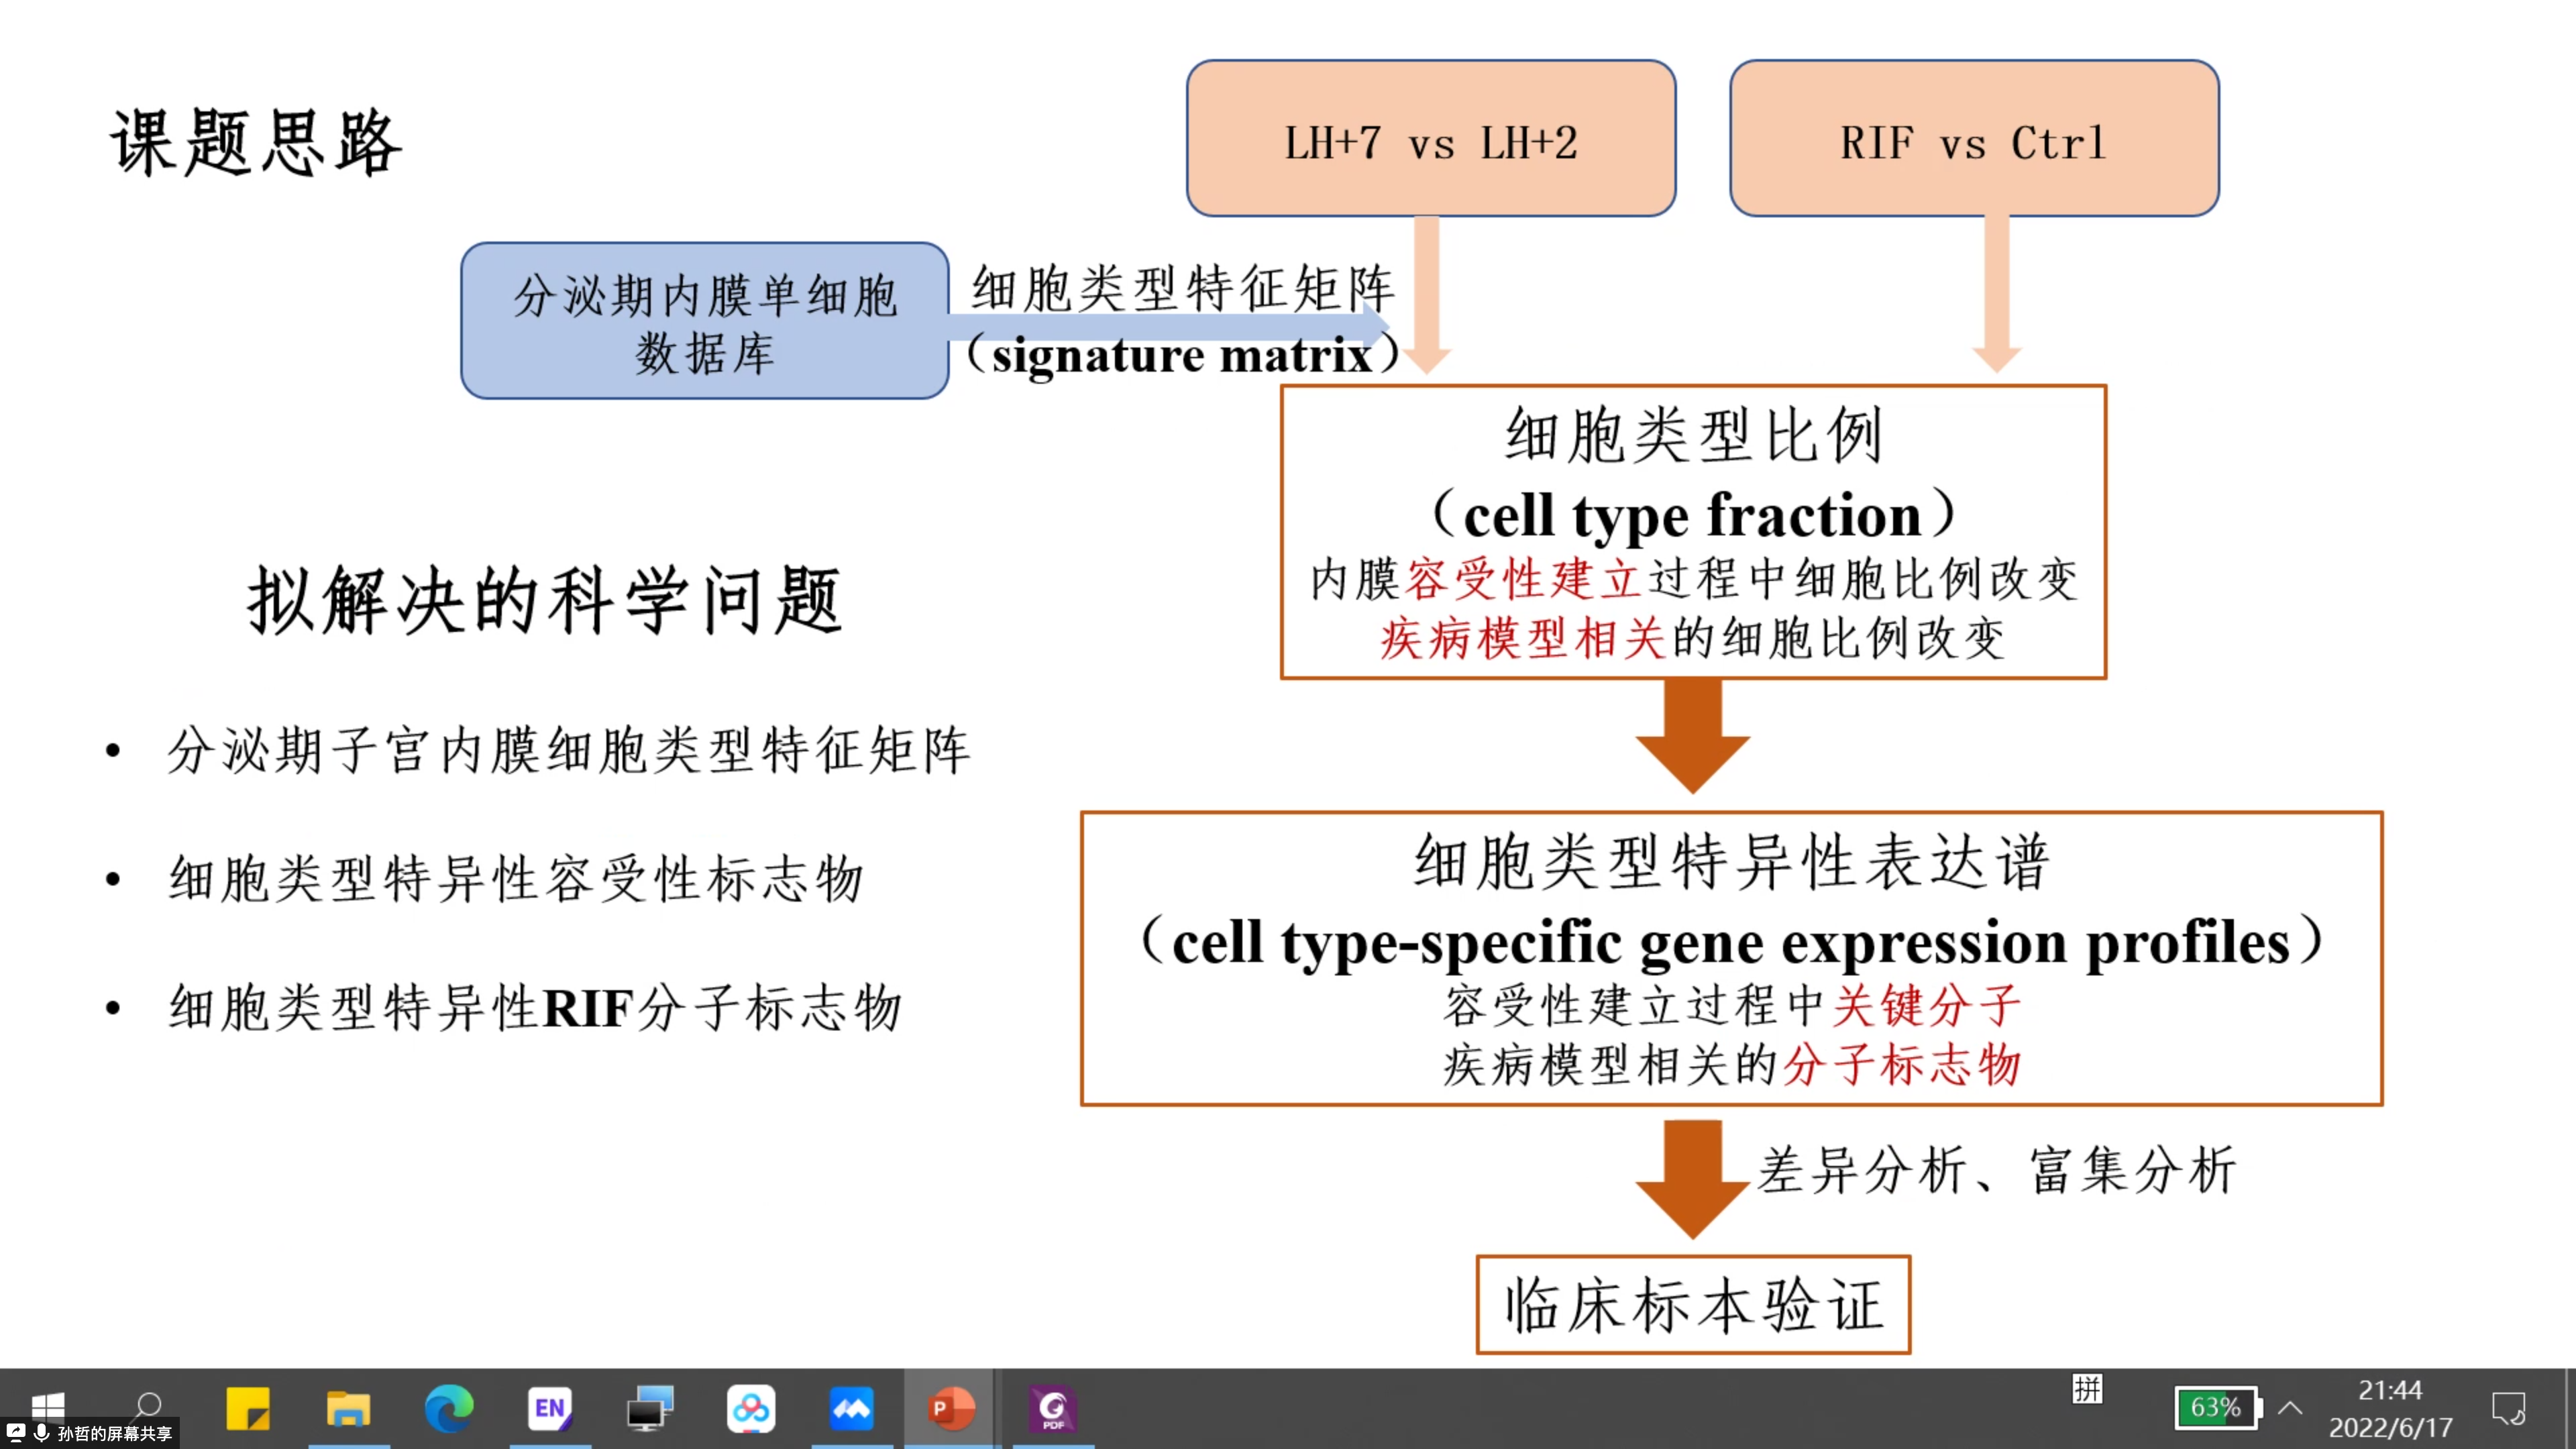 课题思路
LH+7 vs LH+2
RIF vs Ctrl
分泌期内膜单细胞
数据库
细胞类型特征矩阵
（signature matrix）
细胞类型比例
（cell type fraction）
内膜容受性建立过程中细胞比例改变
疾病模型相关的细胞比例改变
拟解决的科学问题
• 分泌期子宫内膜细胞类型特征矩阵
• 细胞类型特异性容受性标志物
• 细胞类型特异性RIF分子标志物
细胞类型特异性表达谱
（cell type-specific gene expression profiles）
容受性建立过程中关键分子
疾病模型相关的分子标志物
差异分析、富集分析
临床标本验证
EN
P
PDF
拼
63%
21:44
2022/6/17
孙哲的屏幕共享